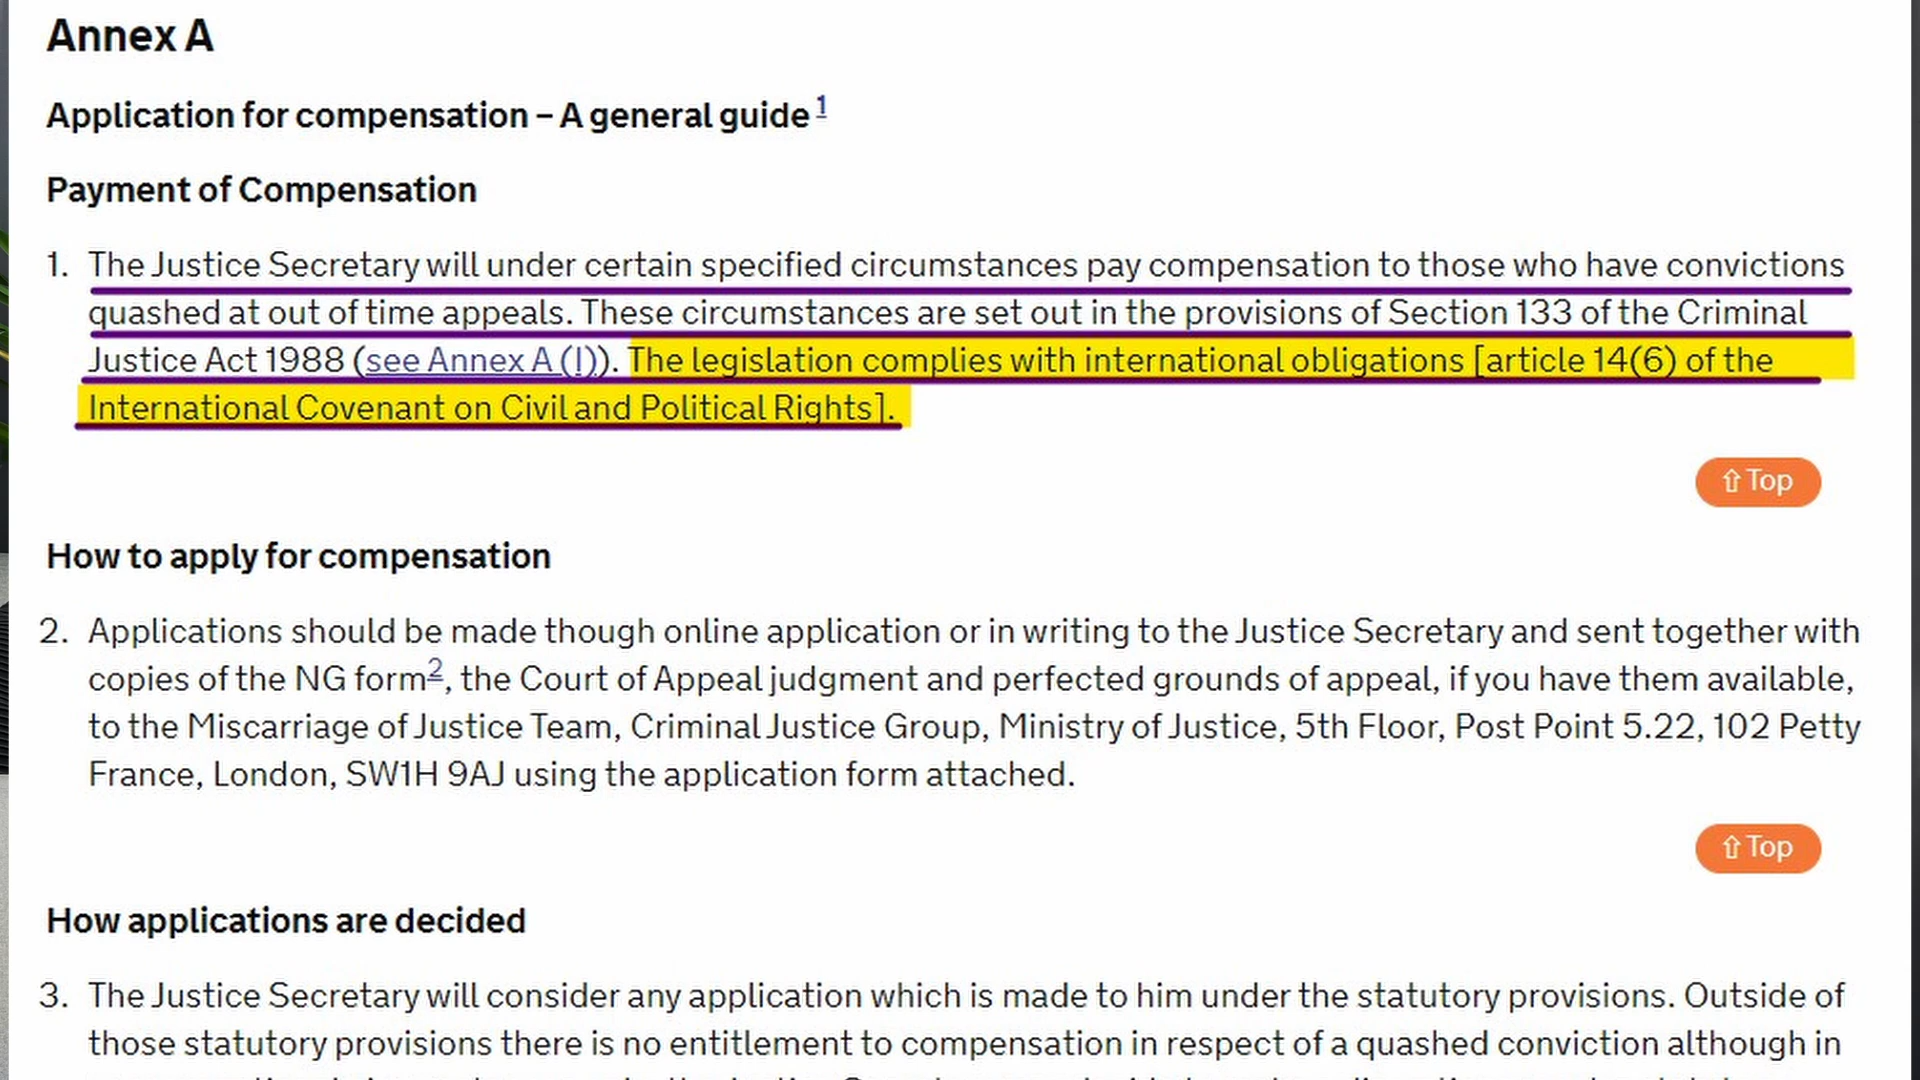 Annex A
Application for compensation – A general guide 1
Payment of Compensation
1. The Justice Secretary will under certain specified circumstances pay compensation to those who have convictions
quashed at out of time appeals. These circumstances are set out in the provisions of Section 133 of the Criminal
Justice Act 1988 (see Annex A (I)). The legislation complies with international obligations [article 14(6) of the
International Covenant on Civil and Political Rights].
⇧ Top
How to apply for compensation
2. Applications should be made though online application or in writing to the Justice Secretary and sent together with
copies of the NG form2, the Court of Appeal judgment and perfected grounds of appeal, if you have them available,
to the Miscarriage of Justice Team, Criminal Justice Group, Ministry of Justice, 5th Floor, Post Point 5.22, 102 Petty
France, London, SW1H 9AJ using the application form attached.
⇧ Top
How applications are decided
3. The Justice Secretary will consider any application which is made to him under the statutory provisions. Outside of
those statutory provisions there is no entitlement to compensation in respect of a quashed conviction although in